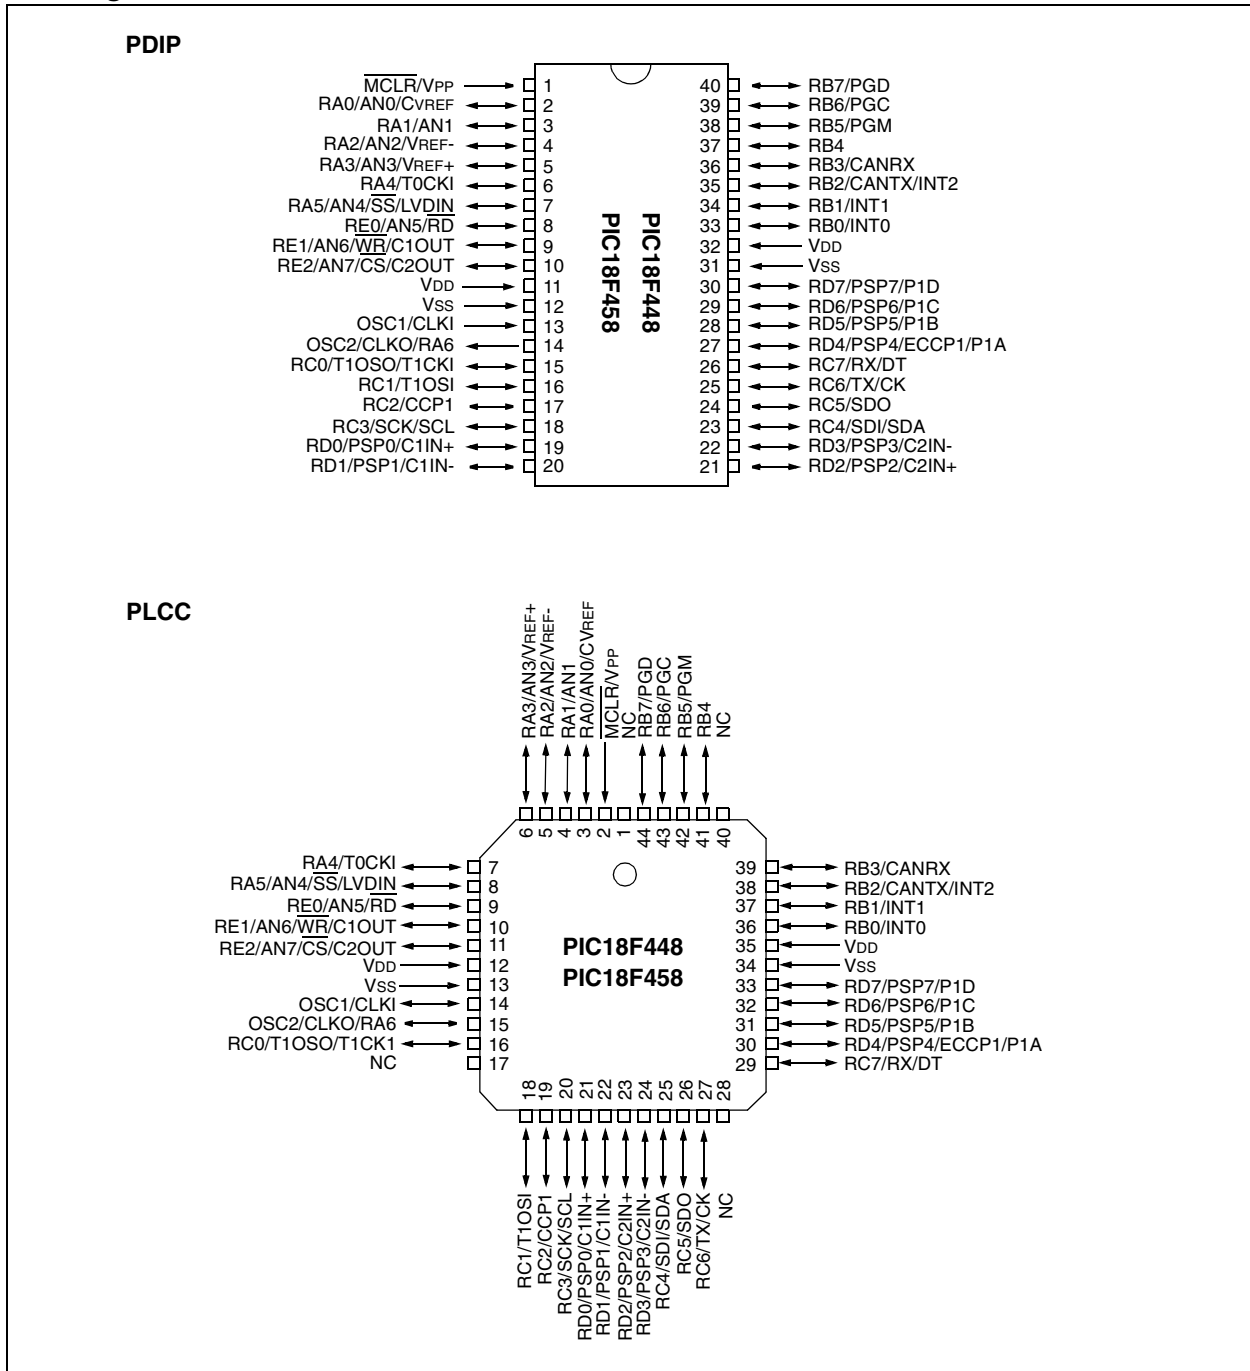 PDIP
MCLR/VPP 1
RA0/AN0/CVREF 2
RA1/AN1 3
RA2/AN2/VREF- 4
RA3/AN3/VREF+ 5
RA4/T0CKI 6
RA5/AN4/SS/LVDIN 7
RE0/AN5/RD 8
RE1/AN6/WR/C1OUT 9
RE2/AN7/CS/C2OUT 10
VDD 11
VSS 12
OSC1/CLKI 13
OSC2/CLKO/RA6 14
RC0/T1OSO/T1CKI 15
RC1/T1OSI 16
RC2/CCP1 17
RC3/SCK/SCL 18
RD0/PSP0/C1IN+ 19
RD1/PSP1/C1IN- 20
PIC18F448
PIC18F458
40 RB7/PGD
39 RB6/PGC
38 RB5/PGM
37 RB4
36 RB3/CANRX
35 RB2/CANTX/INT2
34 RB1/INT1
33 RB0/INT0
32 VDD
31 VSS
30 RD7/PSP7/P1D
29 RD6/PSP6/P1C
28 RD5/PSP5/P1B
27 RD4/PSP4/ECCP1/P1A
26 RC7/RX/DT
25 RC6/TX/CK
24 RC5/SDO
23 RC4/SDI/SDA
22 RD3/PSP3/C2IN-
21 RD2/PSP2/C2IN+
PLCC
RA3/AN3/VREF+ 6
RA2/AN2/VREF- 5
RA1/AN1 4
RA0/AN0/CVREF 3
MCLR/VPP 2
NC 1
RB7/PGD 44
RB6/PGC 43
RB5/PGM 42
RB4 41
NC 40
RA4/T0CKI 7
RA5/AN4/SS/LVDIN 8
RE0/AN5/RD 9
RE1/AN6/WR/C1OUT 10
RE2/AN7/CS/C2OUT 11
VDD 12
VSS 13
OSC1/CLKI 14
OSC2/CLKO/RA6 15
RC0/T1OSO/T1CK1 16
NC 17
PIC18F448
PIC18F458
39 RB3/CANRX
38 RB2/CANTX/INT2
37 RB1/INT1
36 RB0/INT0
35 VDD
34 VSS
33 RD7/PSP7/P1D
32 RD6/PSP6/P1C
31 RD5/PSP5/P1B
30 RD4/PSP4/ECCP1/P1A
29 RC7/RX/DT
18 RC1/T1OSI
19 RC2/CCP1
20 RC3/SCK/SCL
21 RD0/PSP0/C1IN+
22 RD1/PSP1/C1IN-
23 RD2/PSP2/C2IN+
24 RD3/PSP3/C2IN-
25 RC4/SDI/SDA
26 RC5/SDO
27 RC6/TX/CK
28 NC